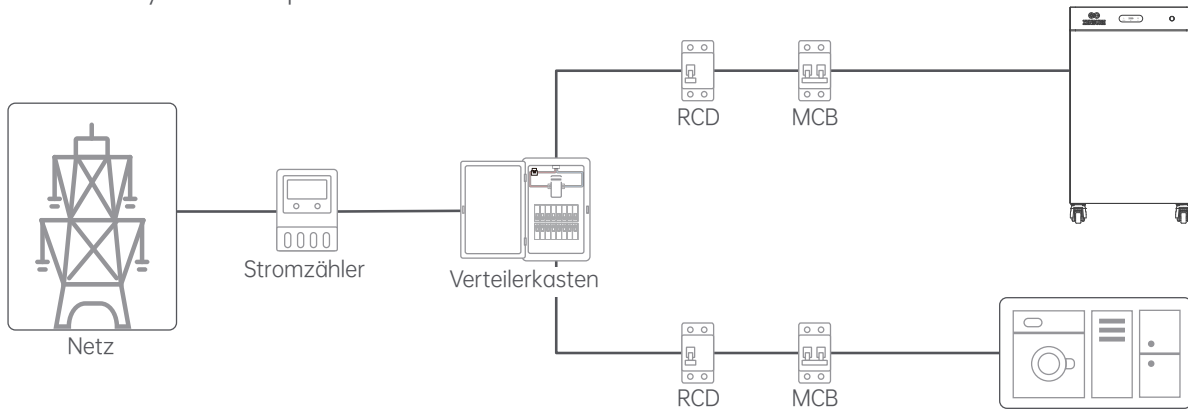 RCD
MCB
Stromzähler
Verteilerkasten
Netz
RCD
MCB